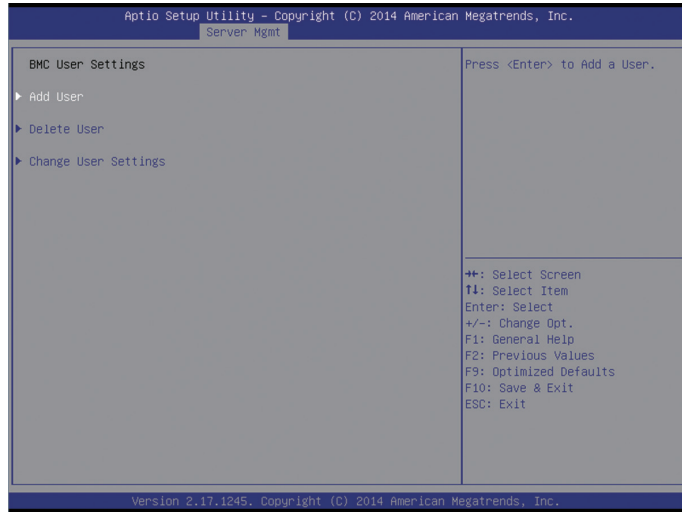 Aptio Setup Utility – Copyright (C) 2014 American Megatrends, Inc.
Server Mgmt
BMC User Settings
Add User
Delete User
Change User Settings
Press <Enter> to Add a User.
→←: Select Screen
↑↓: Select Item
Enter: Select
+/-: Change Opt.
F1: General Help
F2: Previous Values
F9: Optimized Defaults
F10: Save & Exit
ESC: Exit
Version 2.17.1245. Copyright (C) 2014 American Megatrends, Inc.